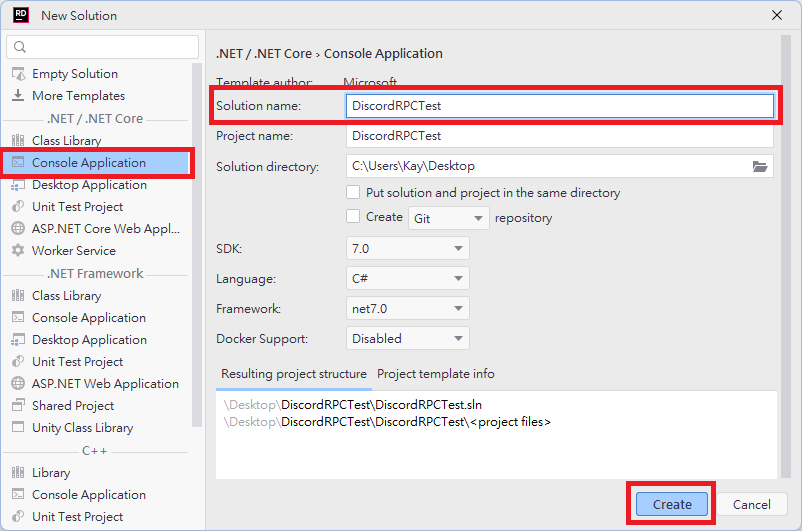 RD New Solution
Empty Solution
More Templates
.NET / .NET Core
Class Library
Console Application
Desktop Application
Unit Test Project
ASP.NET Core Web Appl...
Worker Service
.NET Framework
Class Library
Console Application
Desktop Application
Unit Test Project
ASP.NET Web Application
Shared Project
Unity Class Library
C++
Library
Console Application
Unit Test Project
.NET / .NET Core › Console Application
Template author: Microsoft
Solution name: DiscordRPCTest
Project name: DiscordRPCTest
Solution directory: C:\Users\Kay\Desktop
Put solution and project in the same directory
Create Git repository
SDK: 7.0
Language: C#
Framework: net7.0
Docker Support: Disabled
Resulting project structure Project template info
\Desktop\DiscordRPCTest\DiscordRPCTest.sln
\Desktop\DiscordRPCTest\DiscordRPCTest\<project files>
Create Cancel